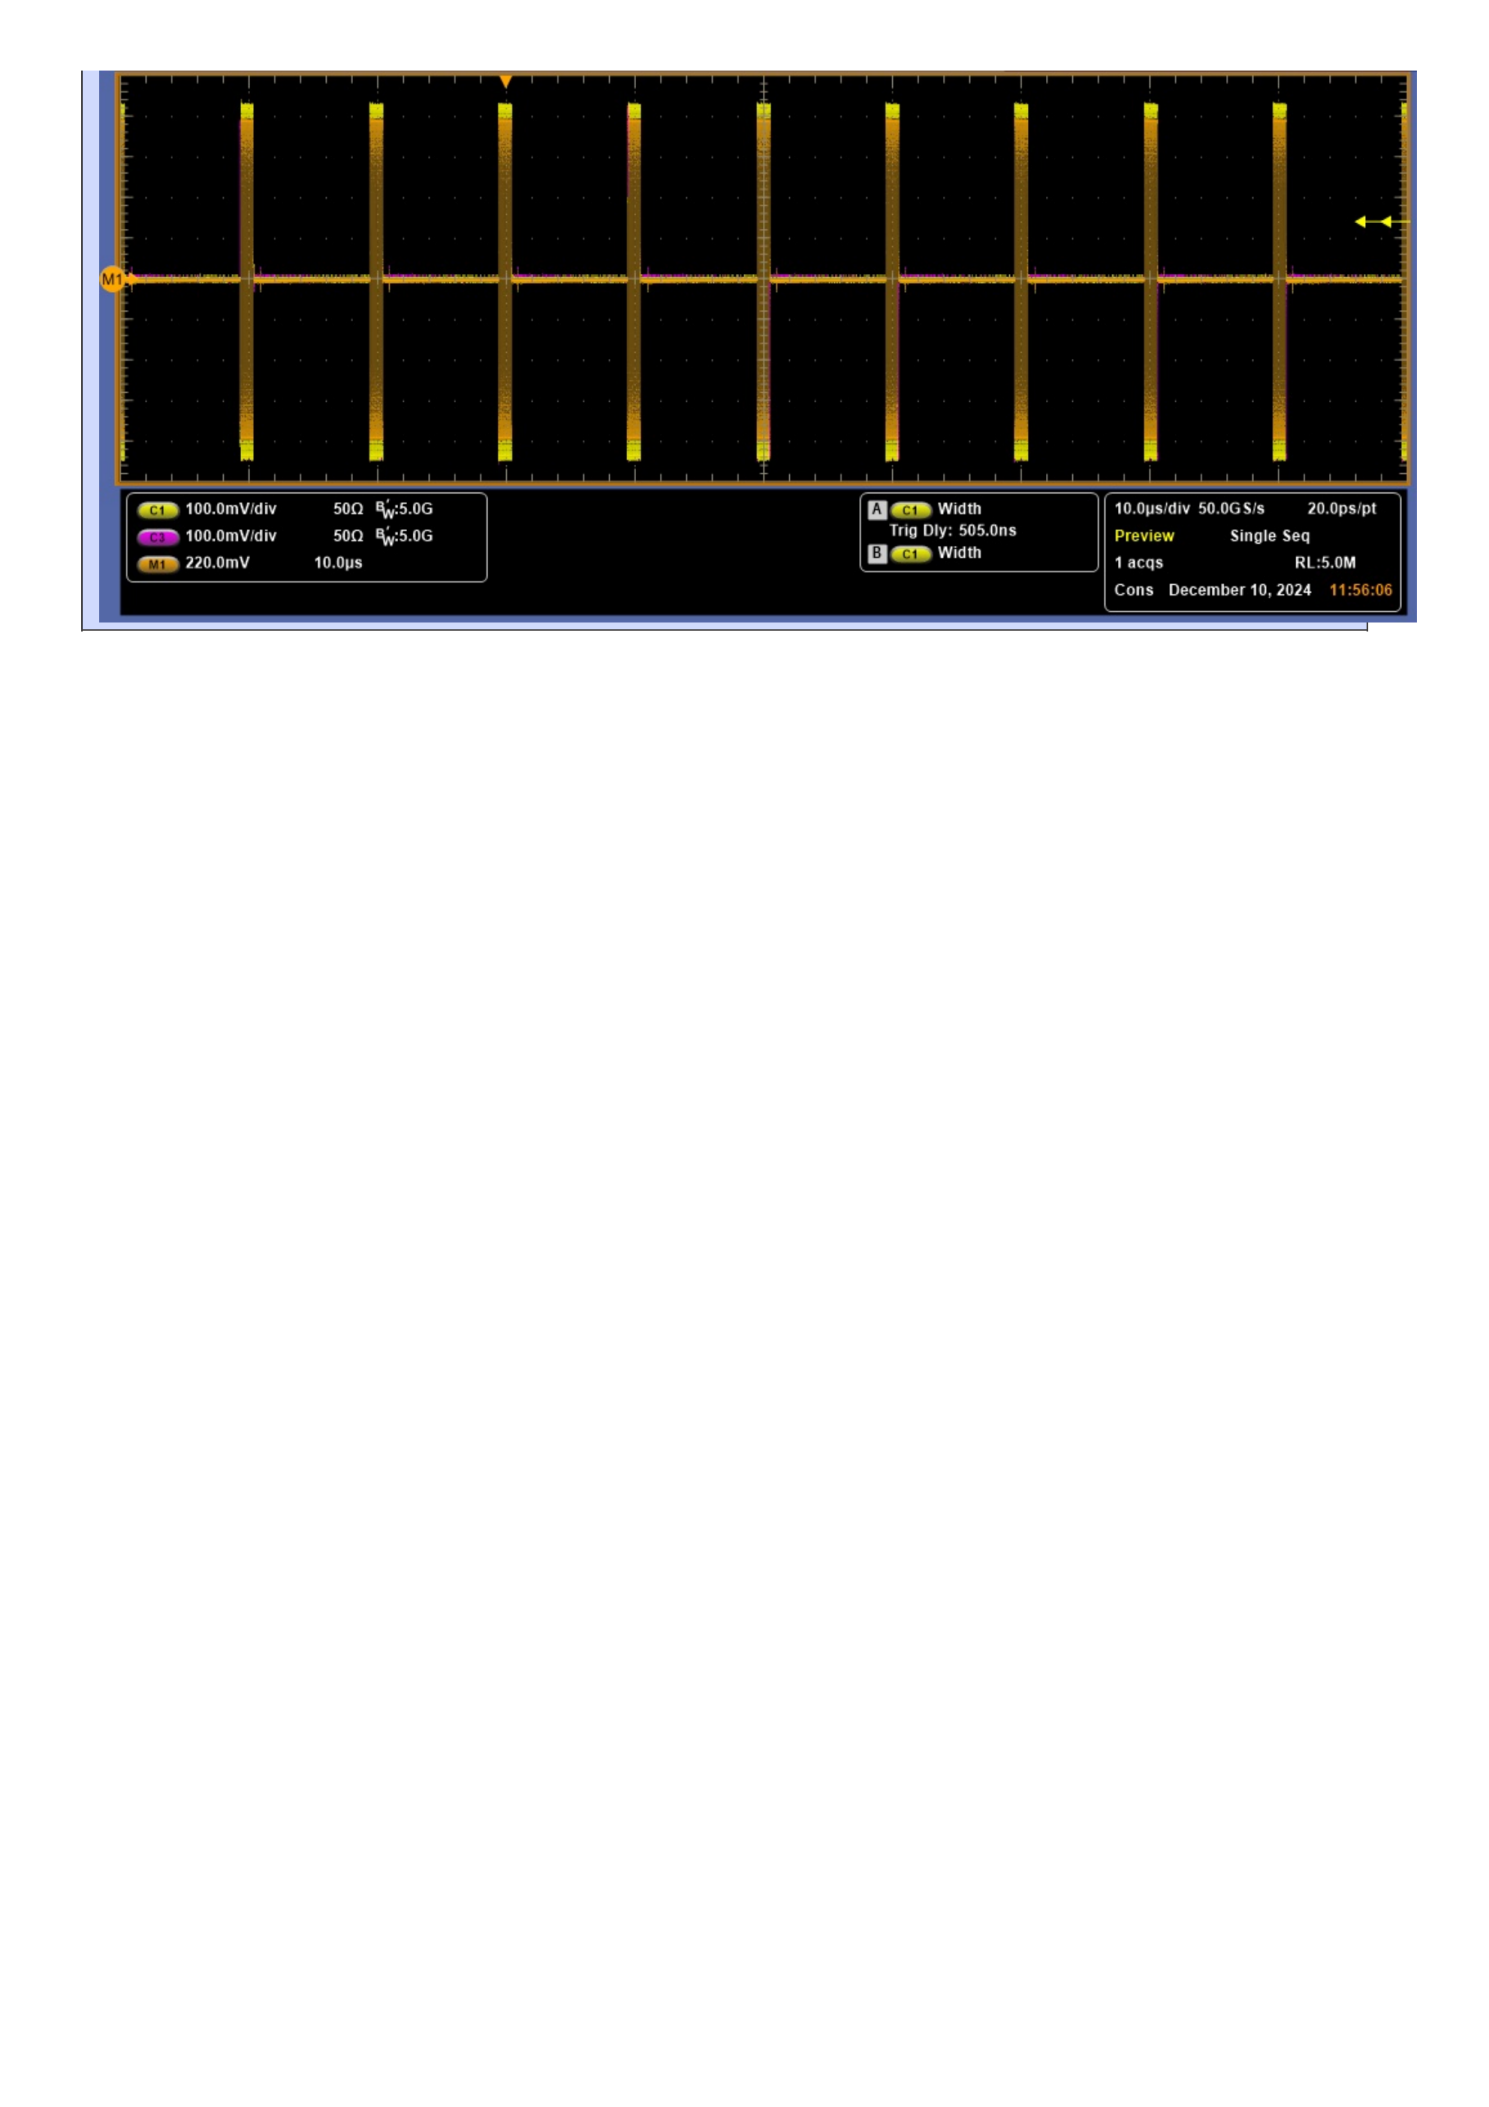 M1
C1 100.0mV/div 50Ω BW:5.0G
C3 100.0mV/div 50Ω BW:5.0G
M1 220.0mV 10.0µs
A C1 Width
Trig Dly: 505.0ns
B C1 Width
10.0µs/div 50.0GS/s 20.0ps/pt
Preview Single Seq
1 acqs RL:5.0M
Cons December 10, 2024 11:56:06